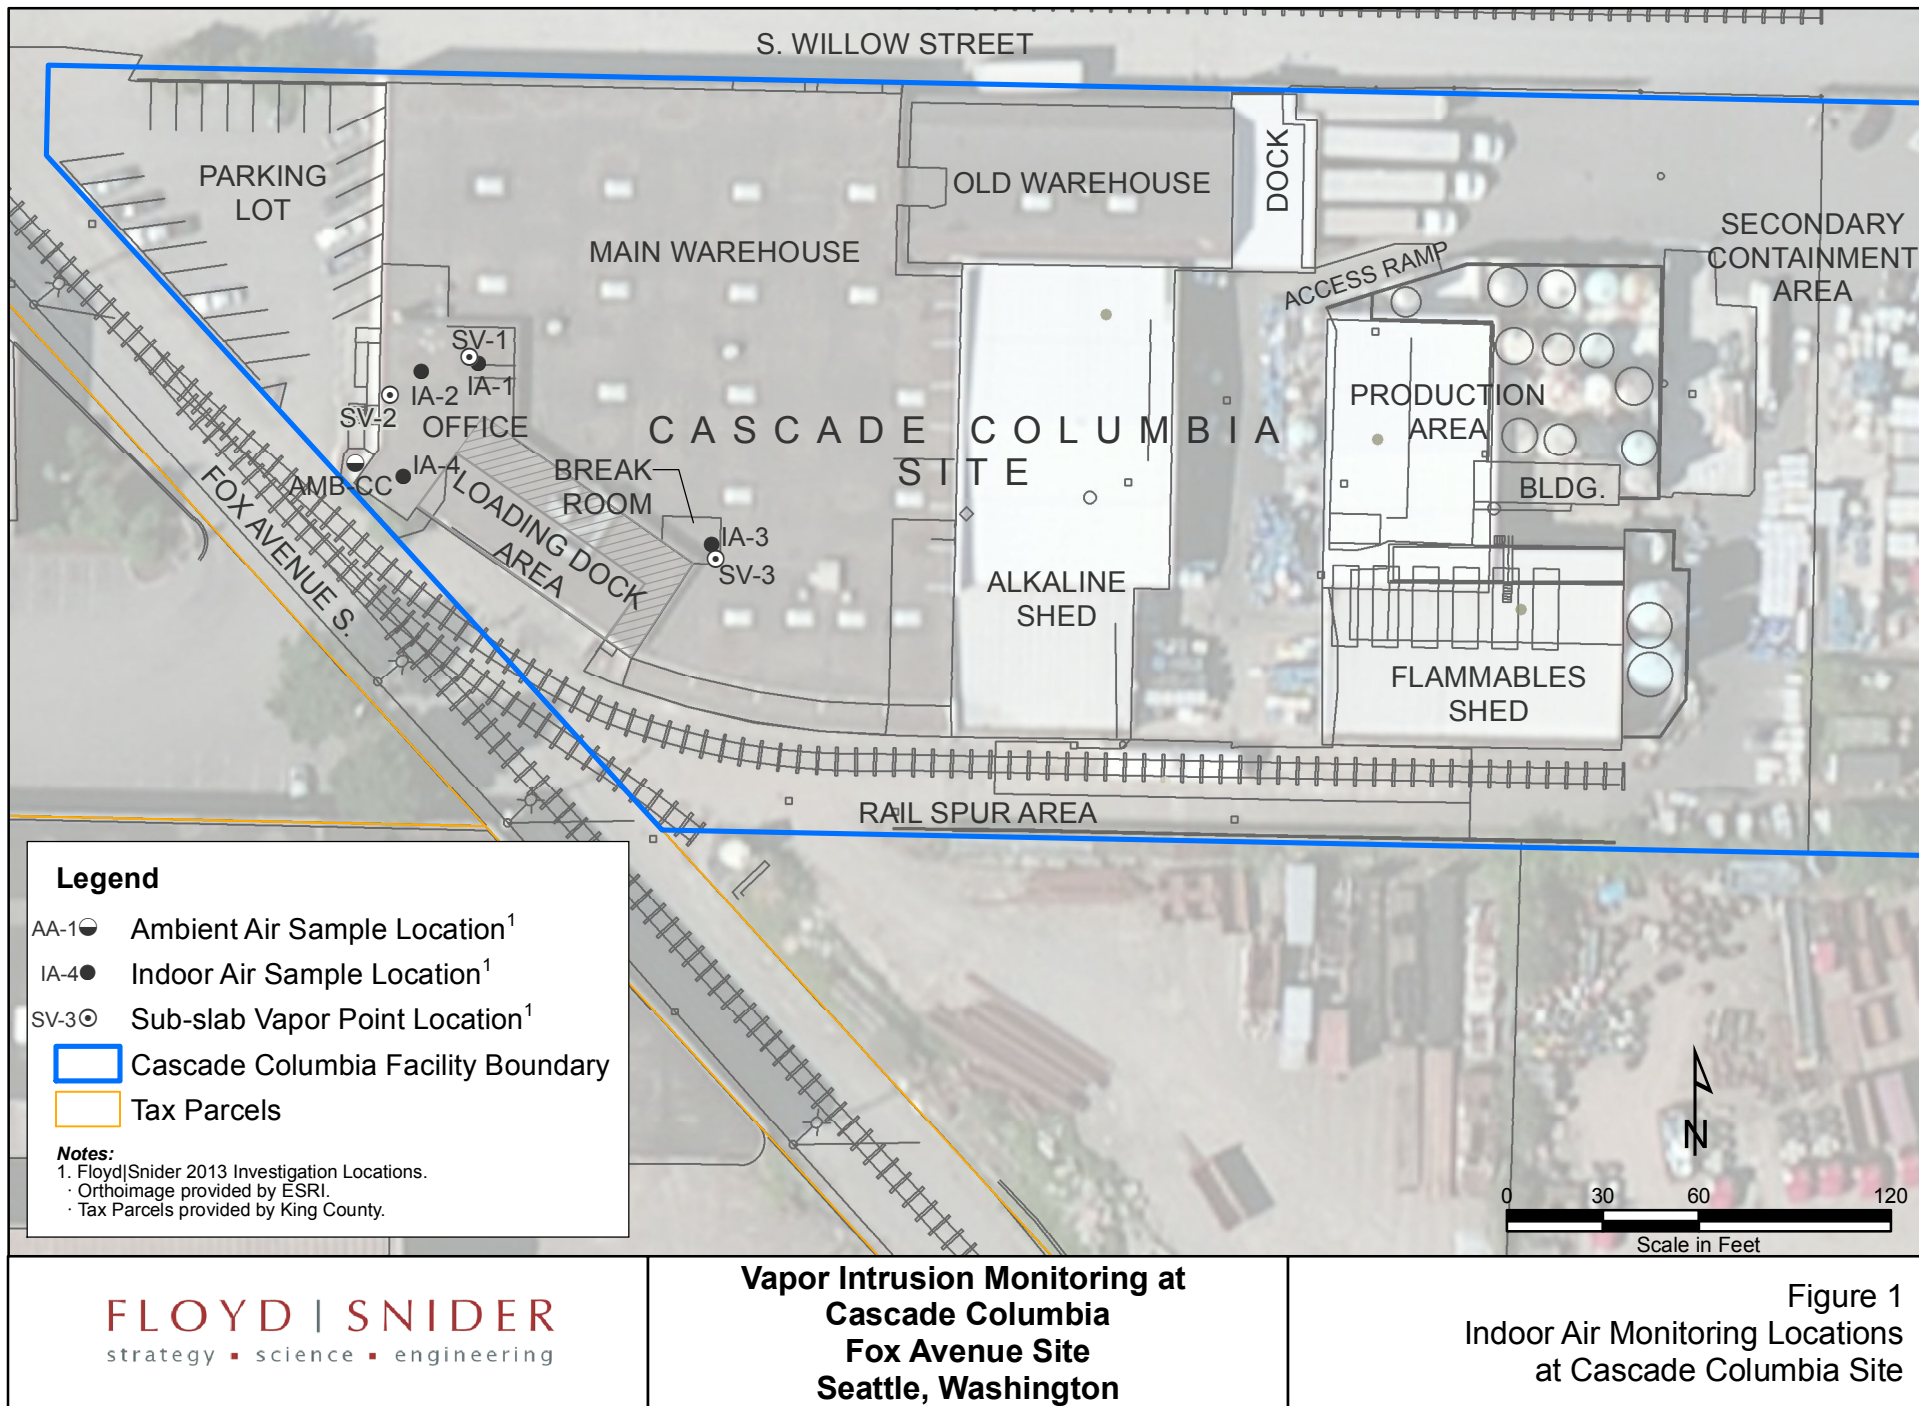 S. WILLOW STREET
PARKING
LOT
MAIN WAREHOUSE
OLD WAREHOUSE
DOCK
ACCESS RAMP
SECONDARY
CONTAINMENT
AREA
SV-1
IA-1
IA-2
SV-2
OFFICE
IA-4
AMB-CC
BREAK
ROOM
LOADING DOCK
AREA
IA-3
SV-3
CASCADE COLUMBIA
SITE
PRODUCTION
AREA
BLDG.
ALKALINE
SHED
FLAMMABLES
SHED
FOX AVENUE S.
RAIL SPUR AREA
Legend
AA-1 Ambient Air Sample Location1
IA-4 Indoor Air Sample Location1
SV-3 Sub-slab Vapor Point Location1
Cascade Columbia Facility Boundary
Tax Parcels
Notes:
1. Floyd|Snider 2013 Investigation Locations.
· Orthoimage provided by ESRI.
· Tax Parcels provided by King County.
N
0 30 60 120
Scale in Feet
FLOYD | SNIDER
strategy ▪ science ▪ engineering
Vapor Intrusion Monitoring at
Cascade Columbia
Fox Avenue Site
Seattle, Washington
Figure 1
Indoor Air Monitoring Locations
at Cascade Columbia Site